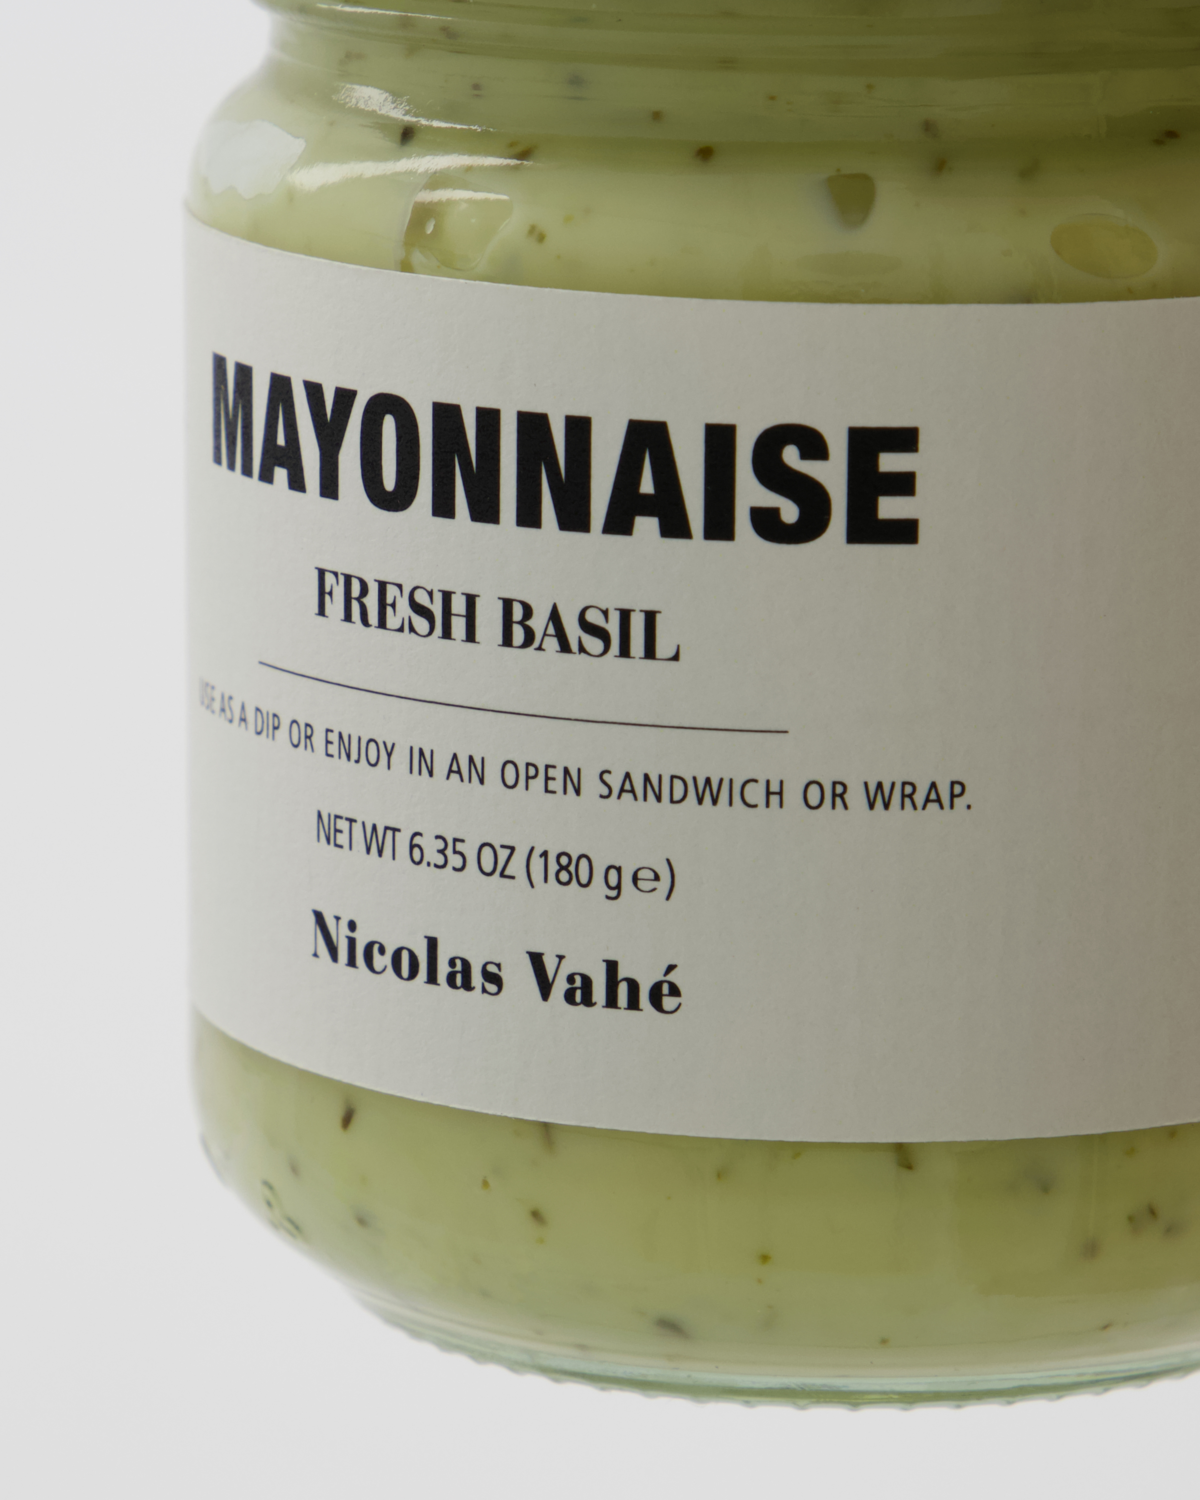 MAYONNAISE
FRESH BASIL
USE AS A DIP OR ENJOY IN AN OPEN SANDWICH OR WRAP.
NET WT 6.35 OZ (180 g ℮)
Nicolas Vahé